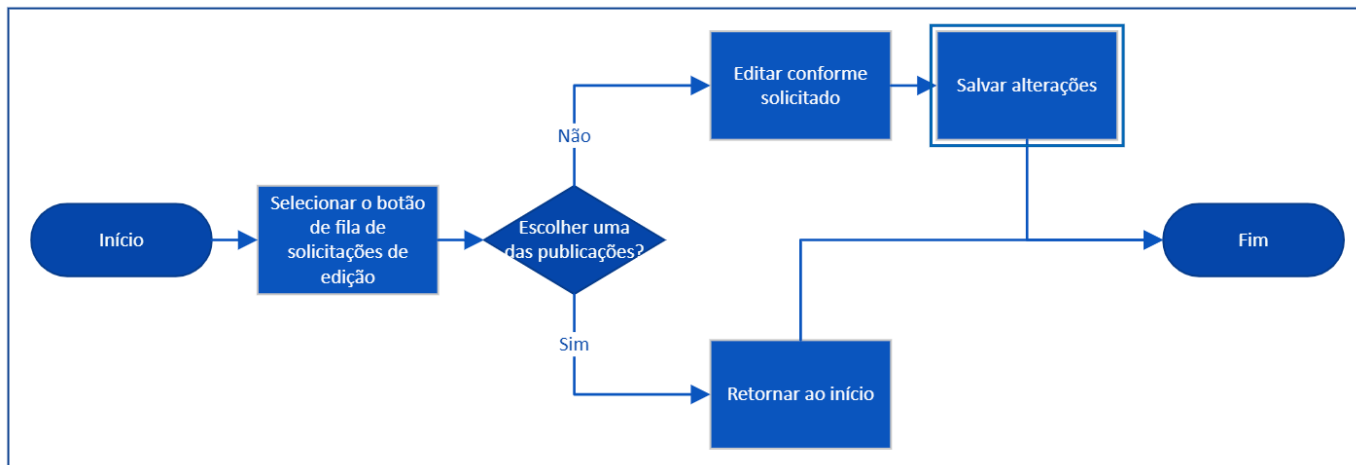 Editar conforme
solicitado
Salvar alterações
Não
Início
Selecionar o botão
de fila de
solicitações de
edição
Escolher uma
das publicações?
Fim
Sim
Retornar ao início